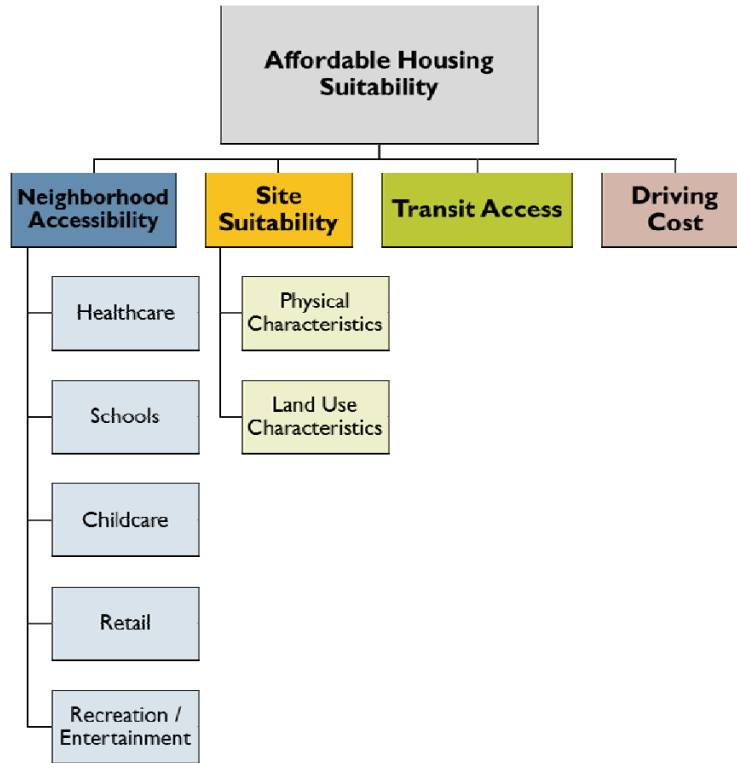 Affordable Housing
Suitability
Neighborhood
Accessibility
Site
Suitability
Transit Access
Driving
Cost
Healthcare
Schools
Childcare
Retail
Recreation /
Entertainment
Physical
Characteristics
Land Use
Characteristics